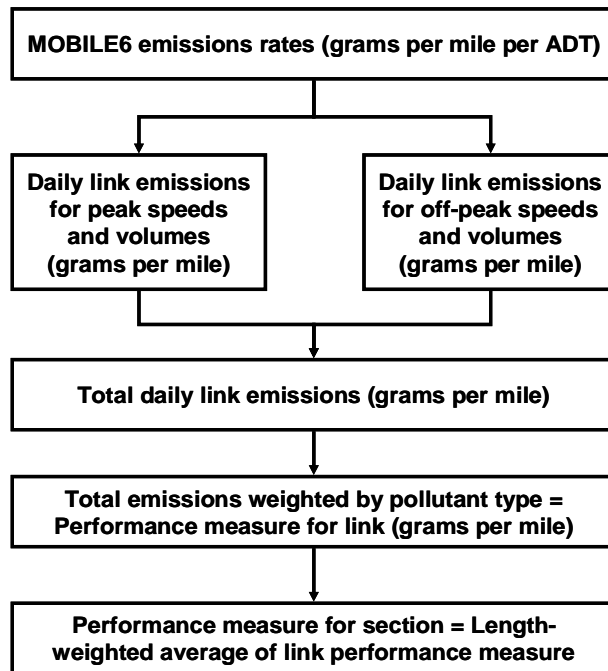 MOBILE6 emissions rates (grams per mile per ADT)
Daily link emissions
for peak speeds
and volumes
(grams per mile)
Daily link emissions
for off-peak speeds
and volumes
(grams per mile)
Total daily link emissions (grams per mile)
Total emissions weighted by pollutant type =
Performance measure for link (grams per mile)
Performance measure for section = Length-
weighted average of link performance measure